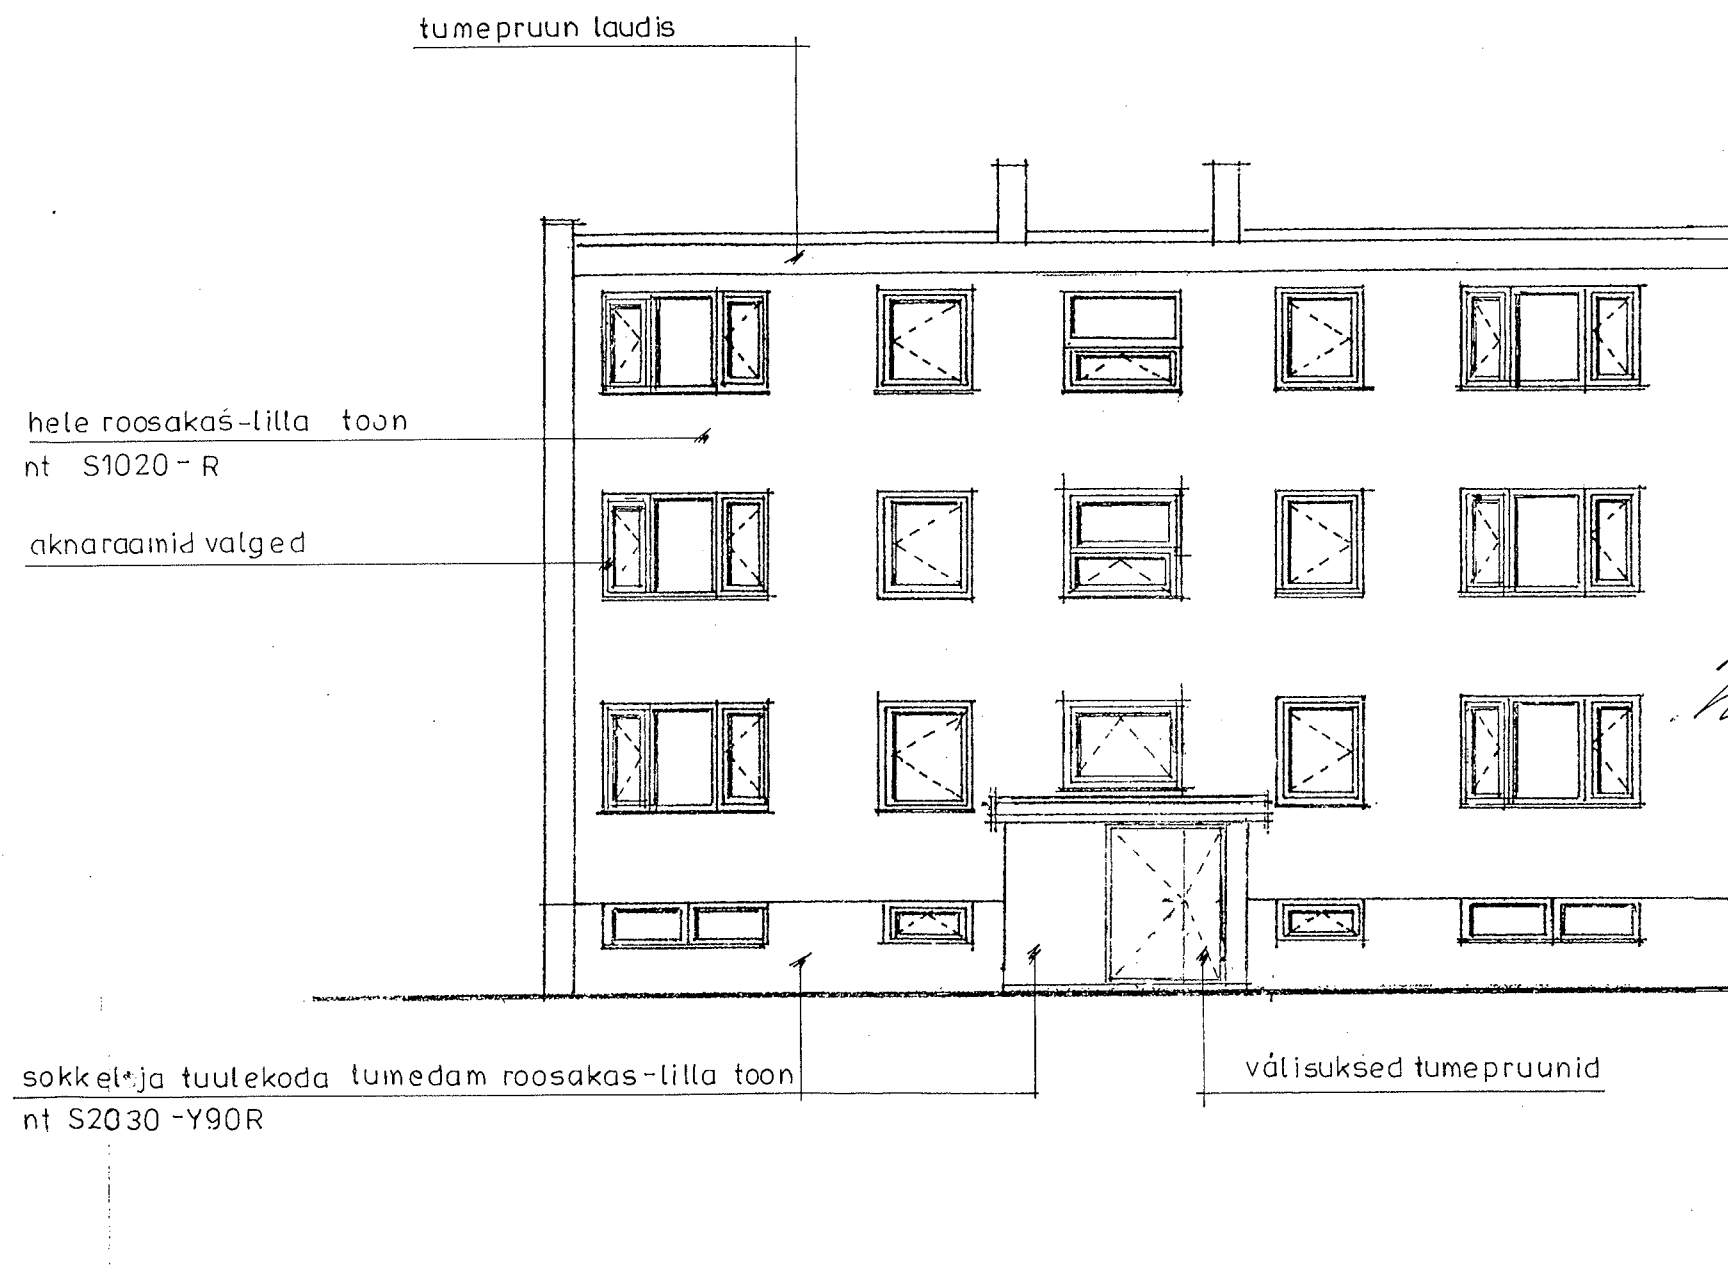 tumepruun laudis
hele roosakas-lilla toon
nt S1020-R
aknaraamid valged
sokkel ja tuulekoda tumedam roosakas-lilla toon
nt S2030-Y90R
välisuksed tumepruunid